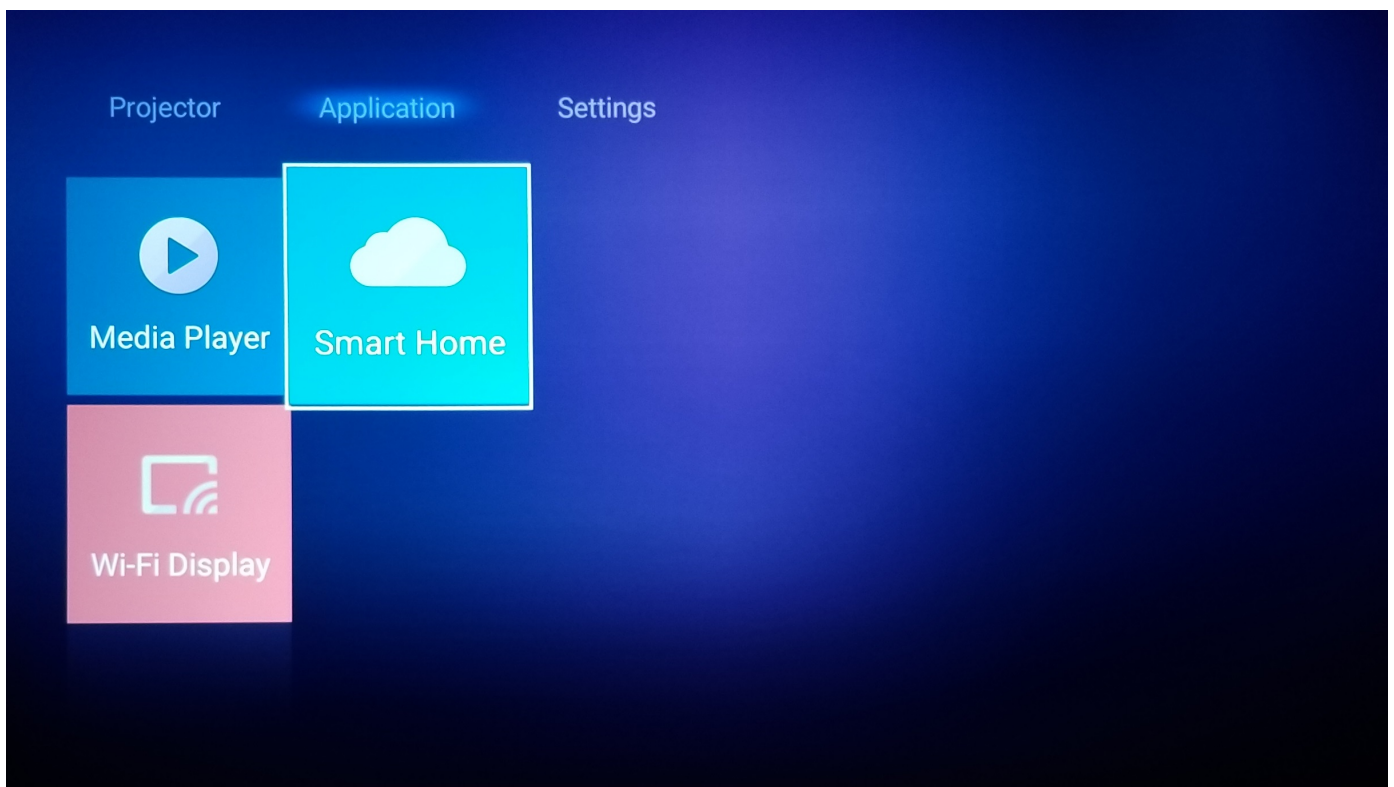 Projector
Application
Settings
Media Player
Smart Home
Wi-Fi Display